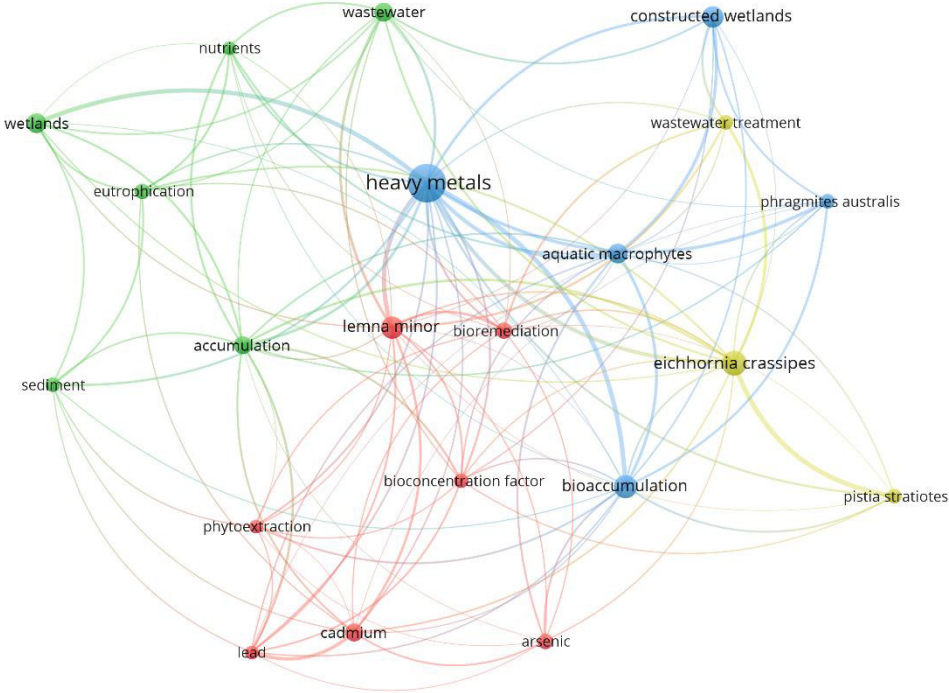 wastewater
constructed wetlands
nutrients
wetlands
wastewater treatment
heavy metals
eutrophication
phragmites australis
aquatic macrophytes
lemna minor
bioremediation
accumulation
eichhornia crassipes
sediment
bioconcentration factor
bioaccumulation
pistia stratiotes
phytoextraction
cadmium
arsenic
lead